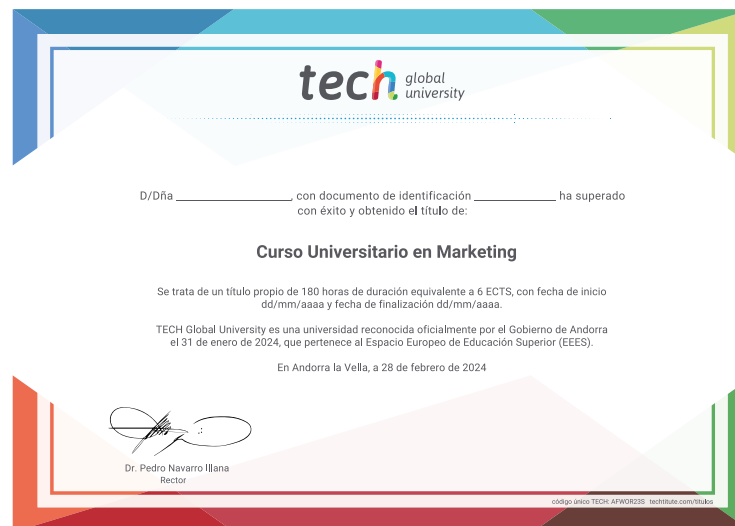 tech global university
D/Dña ____________________, con documento de identificación ______________ ha superado
con éxito y obtenido el título de:
Curso Universitario en Marketing
Se trata de un título propio de 180 horas de duración equivalente a 6 ECTS, con fecha de inicio
dd/mm/aaaa y fecha de finalización dd/mm/aaaa.
TECH Global University es una universidad reconocida oficialmente por el Gobierno de Andorra
el 31 de enero de 2024, que pertenece al Espacio Europeo de Educación Superior (EEES).
En Andorra la Vella, a 28 de febrero de 2024
Dr. Pedro Navarro Illana
Rector
código único TECH: AFWOR23S techtitute.com/titulos